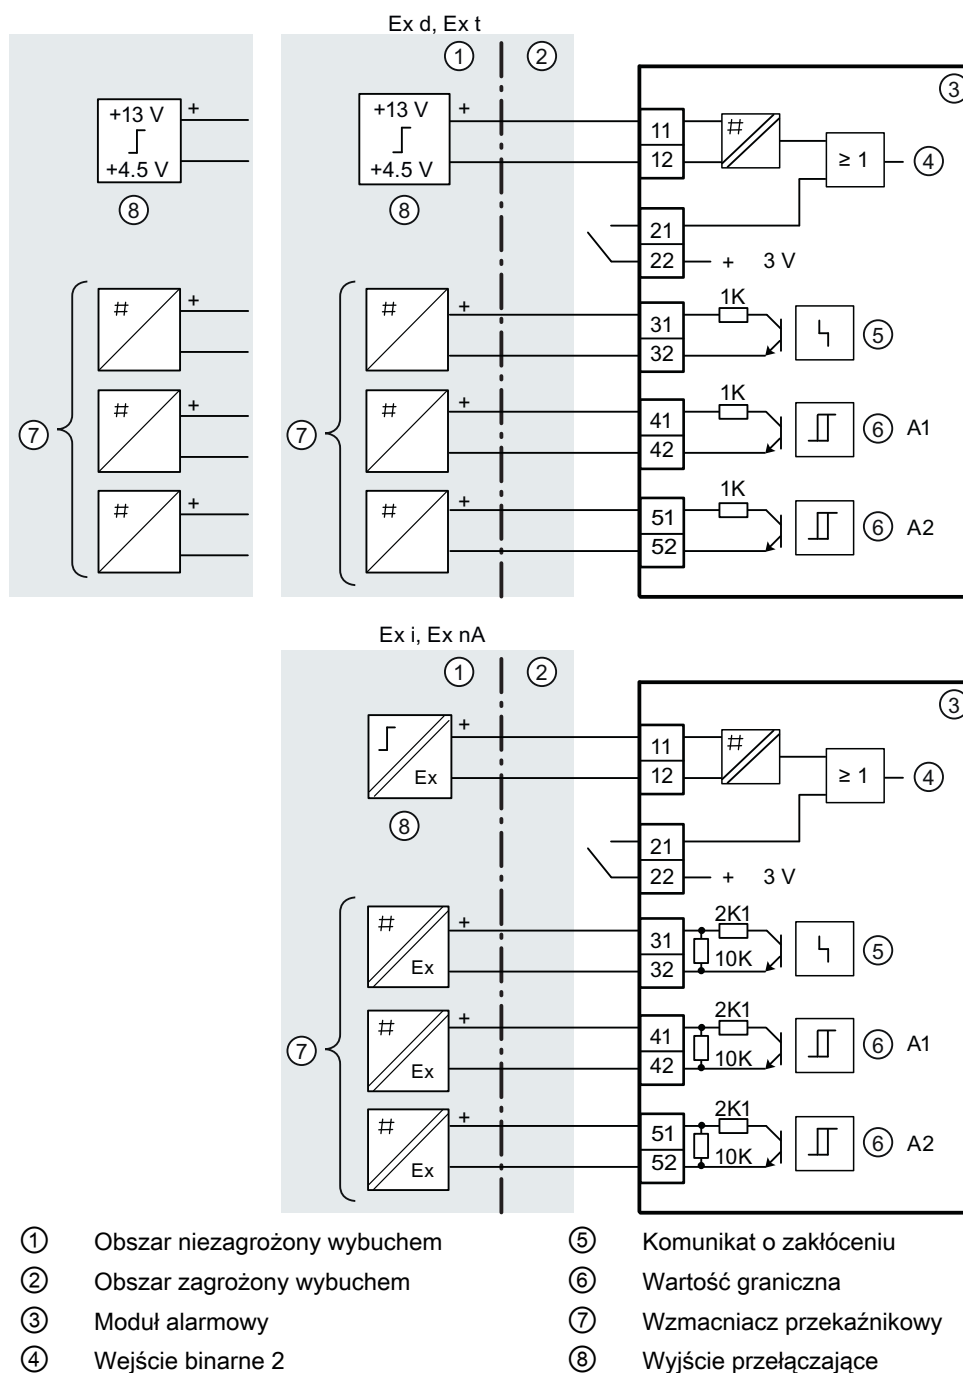 Ex d, Ex t
① ②
③
+13 V + +13 V +
+4.5 V +4.5 V
⑧ ⑧
11
12
# ≥ 1 ④
21
22 + 3 V
# + # + 31 1K ⑤
32
⑦ # + ⑦ # + 41 1K ⑥ A1
42
# + # + 51 1K ⑥ A2
52
Ex i, Ex nA
① ②
③
+ 11 # ≥ 1 ④
Ex 12
⑧
21
22 + 3 V
# + 31 2K1 ⑤
Ex 32 10K
⑦ # + 41 2K1 ⑥ A1
Ex 42 10K
# + 51 2K1 ⑥ A2
Ex 52 10K
① Obszar niezagrożony wybuchem
② Obszar zagrożony wybuchem
③ Moduł alarmowy
④ Wejście binarne 2
⑤ Komunikat o zakłóceniu
⑥ Wartość graniczna
⑦ Wzmacniacz przekaźnikowy
⑧ Wyjście przełączające